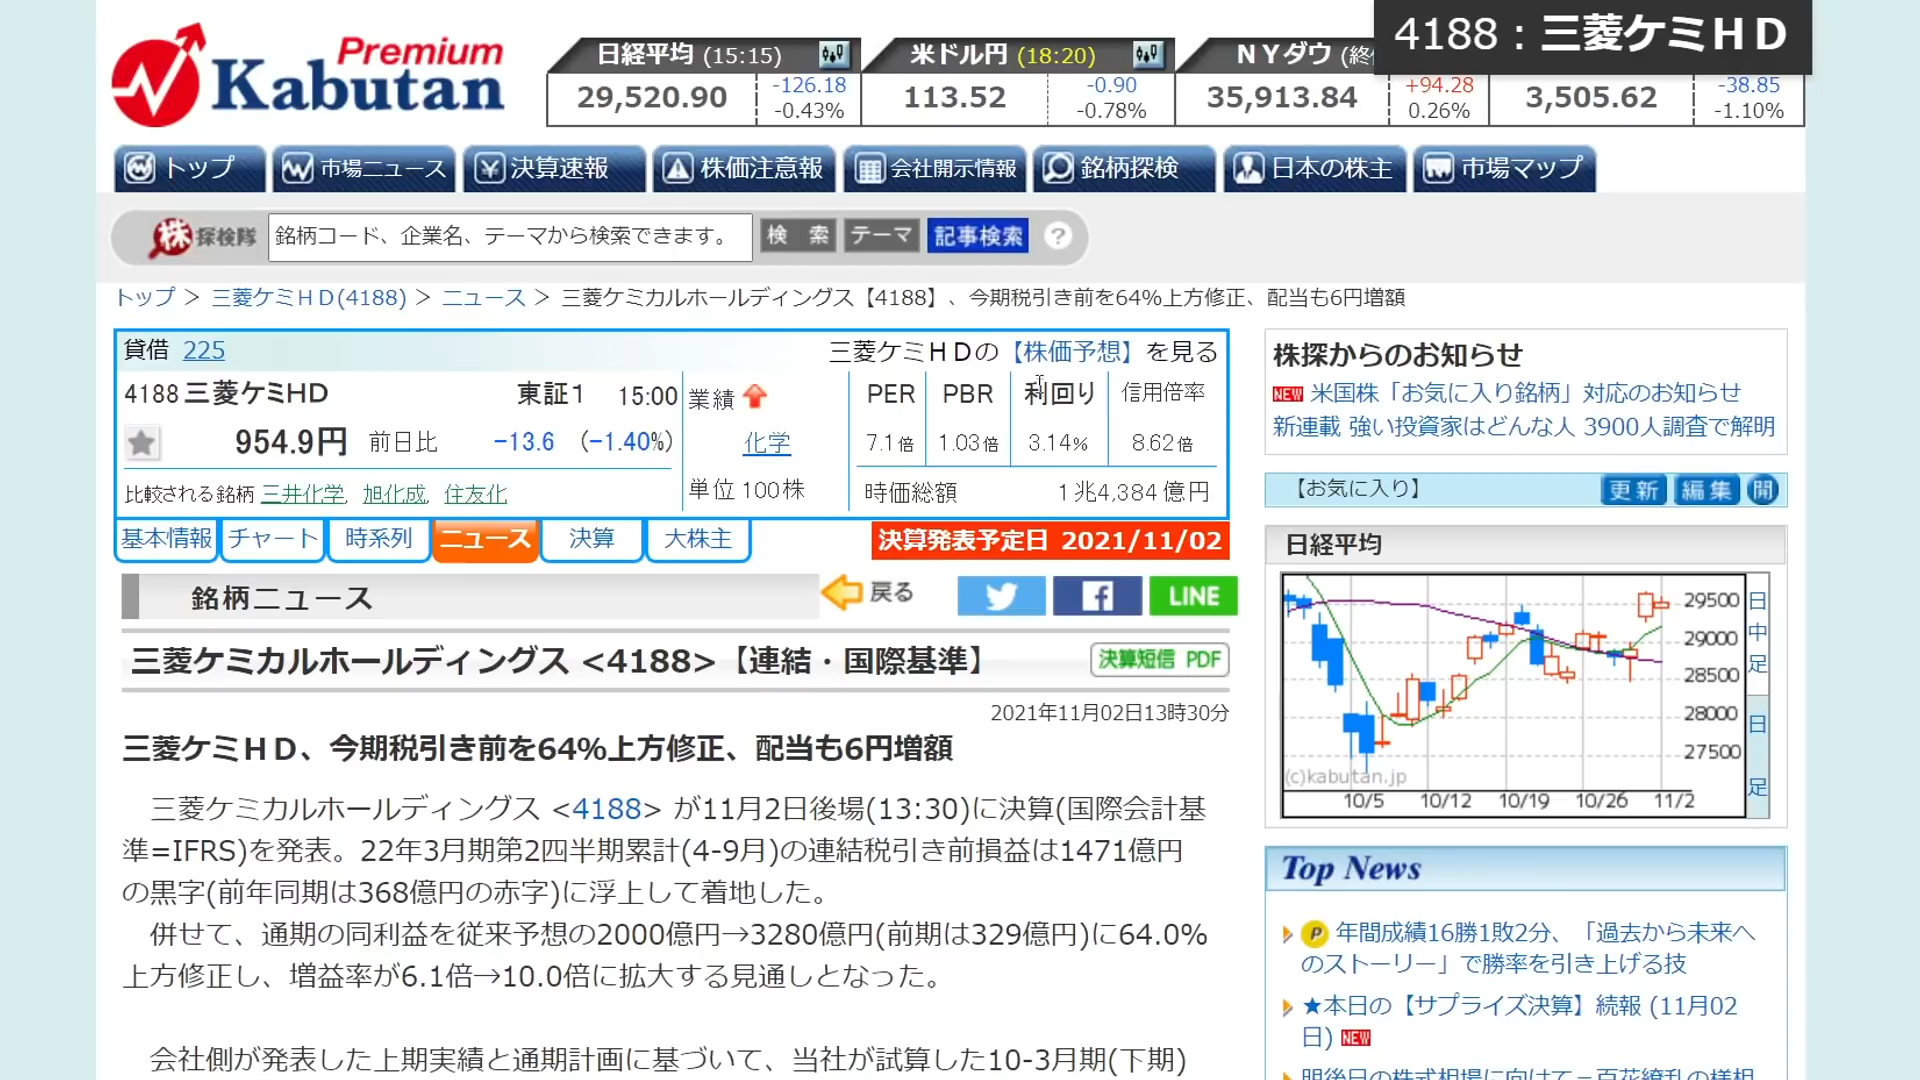 4188：三菱ケミＨＤ
Premium
Kabutan
日経平均 (15:15)
29,520.90
-126.18
-0.43%
米ドル円 (18:20)
113.52
-0.90
-0.78%
ＮＹダウ
35,913.84
+94.28
0.26%
3,505.62
-38.85
-1.10%
トップ
市場ニュース
決算速報
株価注意報
会社開示情報
銘柄探検
日本の株主
市場マップ
株探検隊
銘柄コード、企業名、テーマから検索できます。
検 索
テーマ
記事検索
?
トップ ＞ 三菱ケミＨＤ(4188) ＞ ニュース ＞ 三菱ケミカルホールディングス【4188】、今期税引き前を64%上方修正、配当も6円増額
貸借 225
三菱ケミＨＤの【株価予想】を見る
4188 三菱ケミHD
東証1 15:00
954.9円 前日比 -13.6 (-1.40%)
比較される銘柄 三井化学, 旭化成, 住友化
業績
化学
単位 100株
PER PBR 利回り 信用倍率
7.1倍 1.03倍 3.14% 8.62倍
時価総額 1兆4,384億円
基本情報
チャート
時系列
ニュース
決算
大株主
決算発表予定日 2021/11/02
銘柄ニュース
戻る
LINE
三菱ケミカルホールディングス <4188>【連結・国際基準】
決算短信 PDF
2021年11月02日13時30分
三菱ケミＨＤ、今期税引き前を64%上方修正、配当も6円増額
三菱ケミカルホールディングス <4188> が11月2日後場(13:30)に決算(国際会計基
準=IFRS)を発表。22年3月期第2四半期累計(4-9月)の連結税引き前損益は1471億円
の黒字(前年同期は368億円の赤字)に浮上して着地した。
併せて、通期の同利益を従来予想の2000億円→3280億円(前期は329億円)に64.0%
上方修正し、増益率が6.1倍→10.0倍に拡大する見通しとなった。
会社側が発表した上期実績と通期計画に基づいて、当社が試算した10-3月期(下期)
株探からのお知らせ
NEW 米国株「お気に入り銘柄」対応のお知らせ
新連載 強い投資家はどんな人 3900人調査で解明
【お気に入り】
更新
編集
開
日経平均
29500
29000
28500
28000
27500
(c)kabutan.jp
10/5 10/12 10/19 10/26 11/2
日
中
足
日
足
Top News
P 年間成績16勝1敗2分、「過去から未来へ
のストーリー」で勝率を引き上げる技
★本日の【サプライズ決算】続報 (11月02
日) NEW